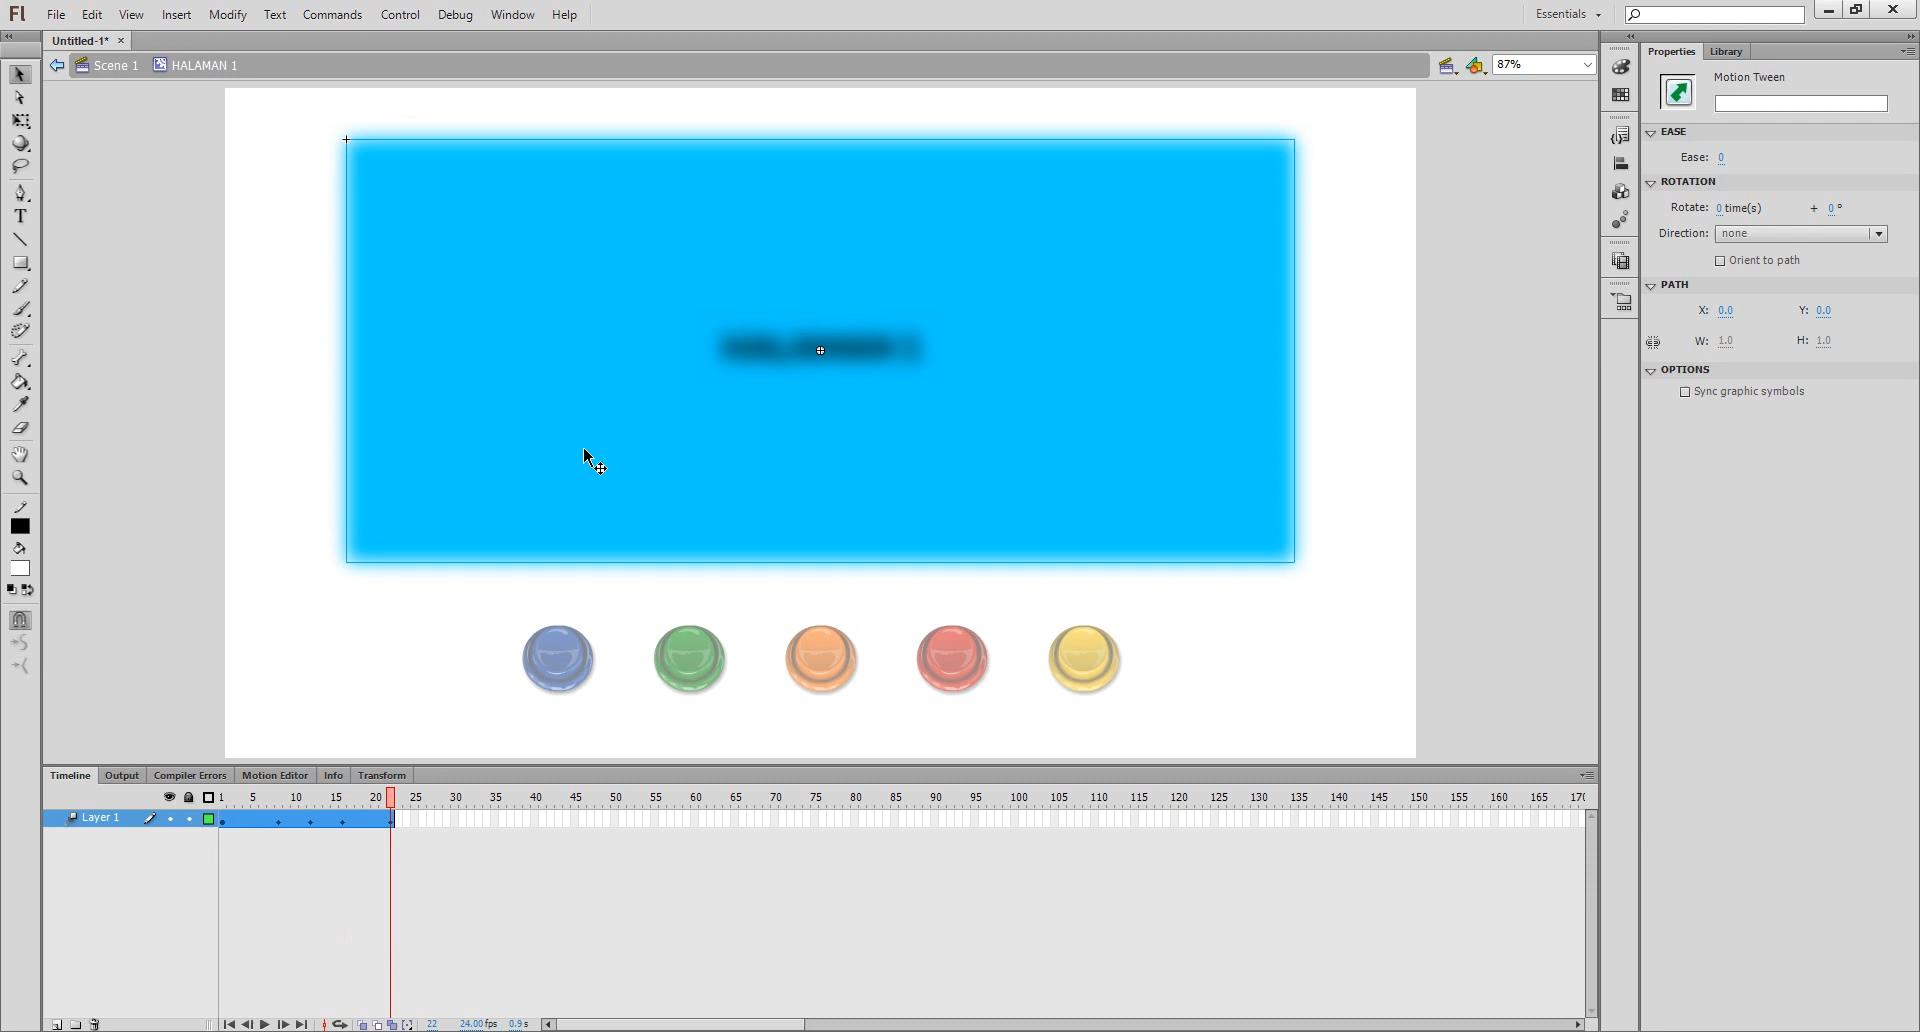 Fl File Edit View Insert Modify Text Commands Control Debug Window Help Essentials
Untitled-1* ×
Scene 1 HALAMAN 1 87%
Properties Library
Motion Tween
EASE
Ease: 0
ROTATION
Rotate: 0 time(s) + 0 °
Direction: none
Orient to path
PATH
X: 0.0 Y: 0.0
W: 1.0 H: 1.0
OPTIONS
Sync graphic symbols
HALAMAN 1
T
Timeline Output Compiler Errors Motion Editor Info Transform
1 5 10 15 20 25 30 35 40 45 50 55 60 65 70 75 80 85 90 95 100 105 110 115 120 125 130 135 140 145 150 155 160 165 170
Layer 1
22 24.00 fps 0.9 s